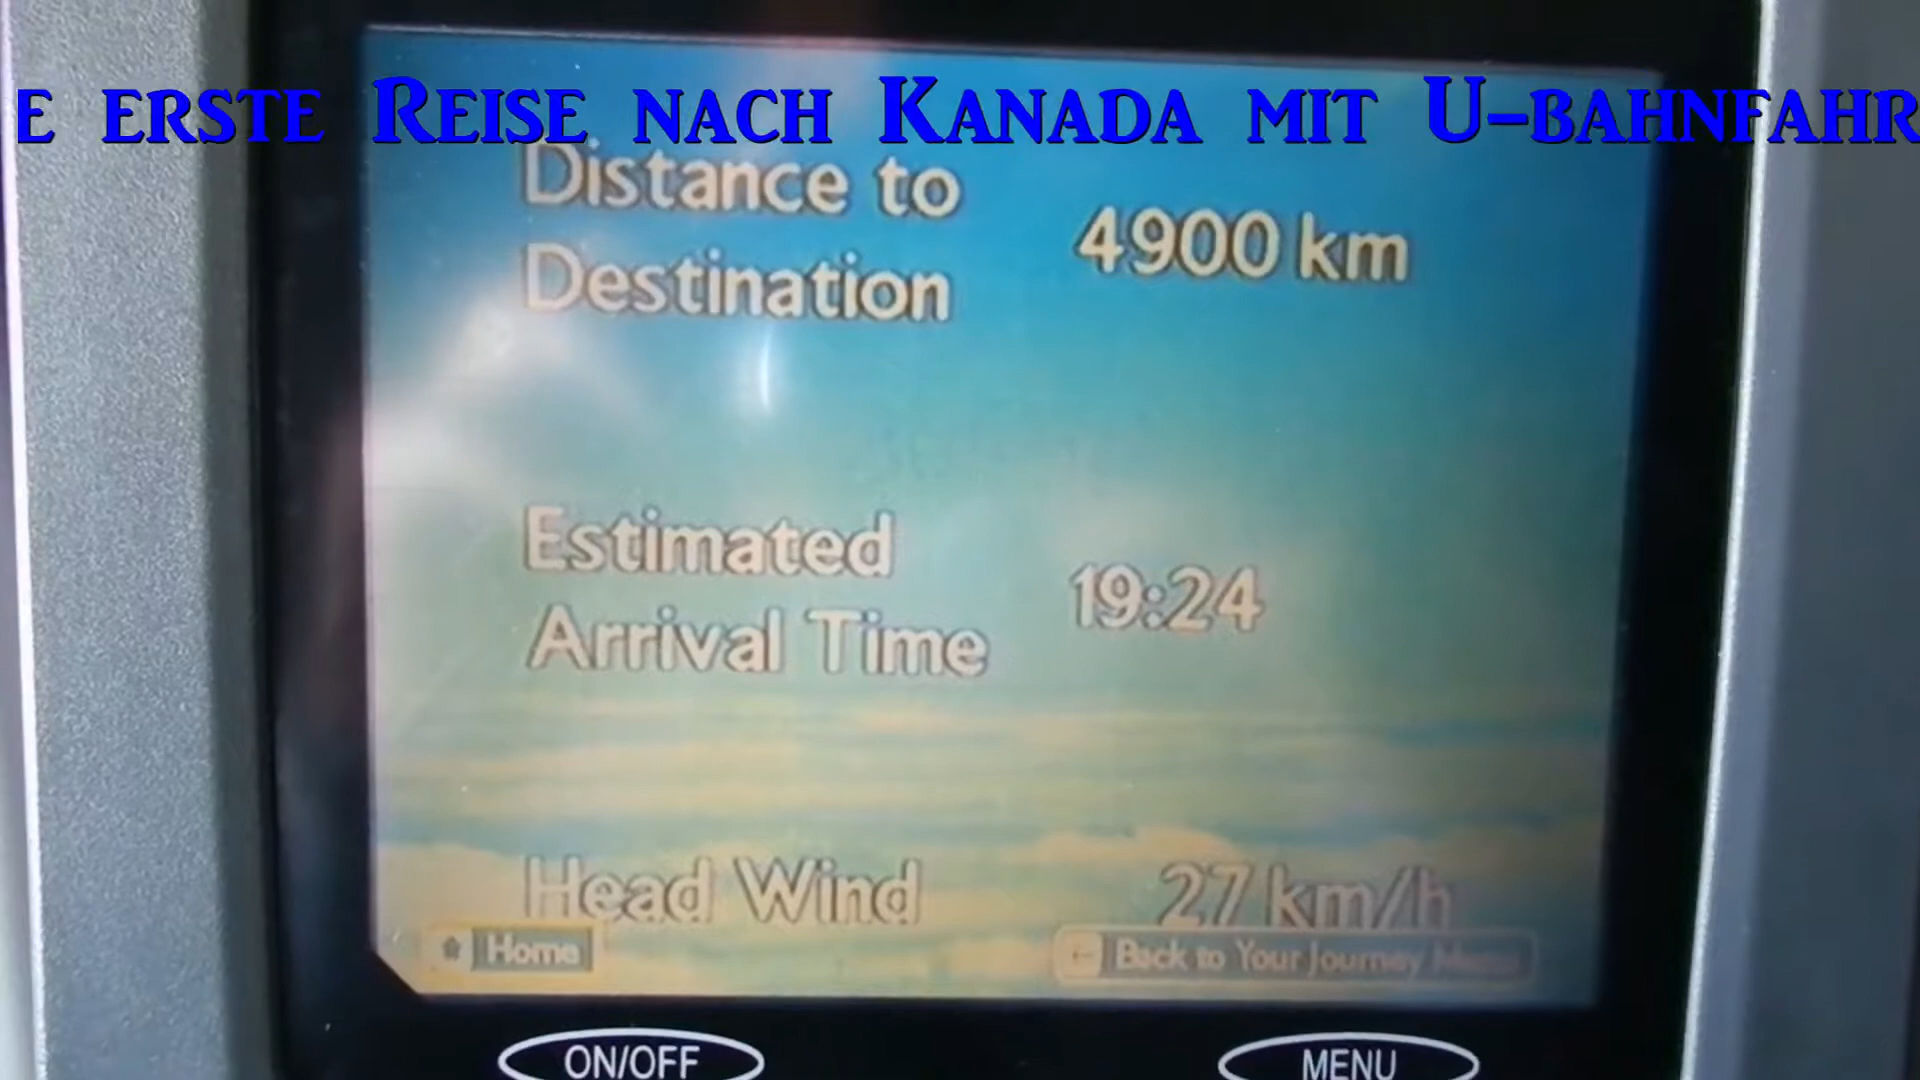 E ERSTE REISE NACH KANADA MIT U-BAHNFAHR
Distance to
Destination
4900 km
Estimated
Arrival Time
19:24
Head Wind
27 km/h
Home
Back to Your Journey Menu
ON/OFF
MENU